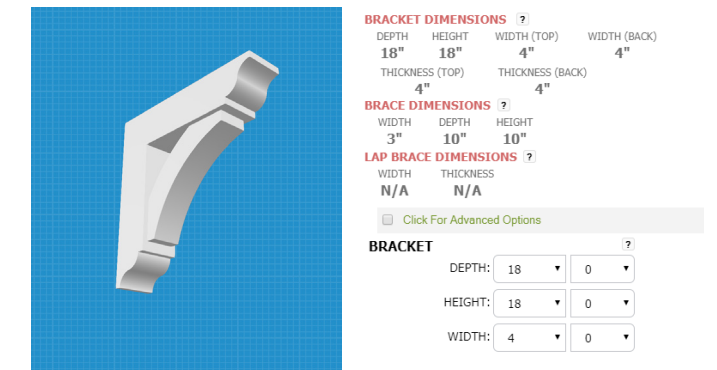 BRACKET DIMENSIONS ?
DEPTH HEIGHT WIDTH (TOP) WIDTH (BACK)
18" 18" 4" 4"
THICKNESS (TOP) THICKNESS (BACK)
4" 4"
BRACE DIMENSIONS ?
WIDTH DEPTH HEIGHT
3" 10" 10"
LAP BRACE DIMENSIONS ?
WIDTH THICKNESS
N/A N/A
Click For Advanced Options
BRACKET ?
DEPTH: 18 0
HEIGHT: 18 0
WIDTH: 4 0